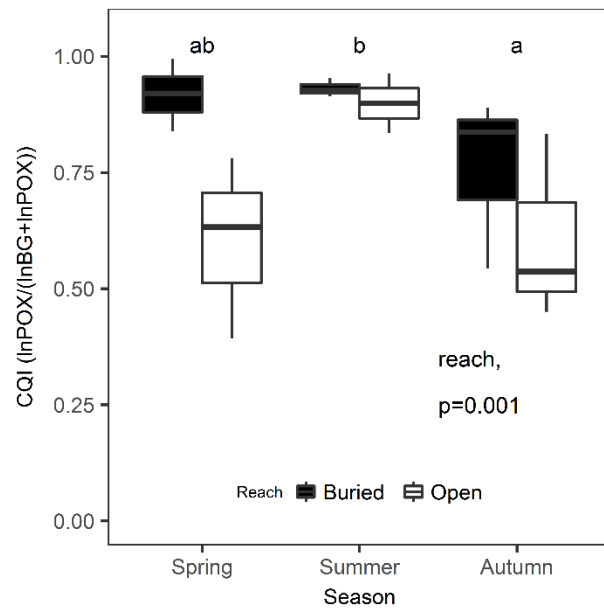 ab b a
1.00
0.75
0.50
0.25
0.00
CQI (lnPOX/(lnBG+lnPOX))
reach,
p=0.001
Reach Buried Open
Spring Summer Autumn
Season